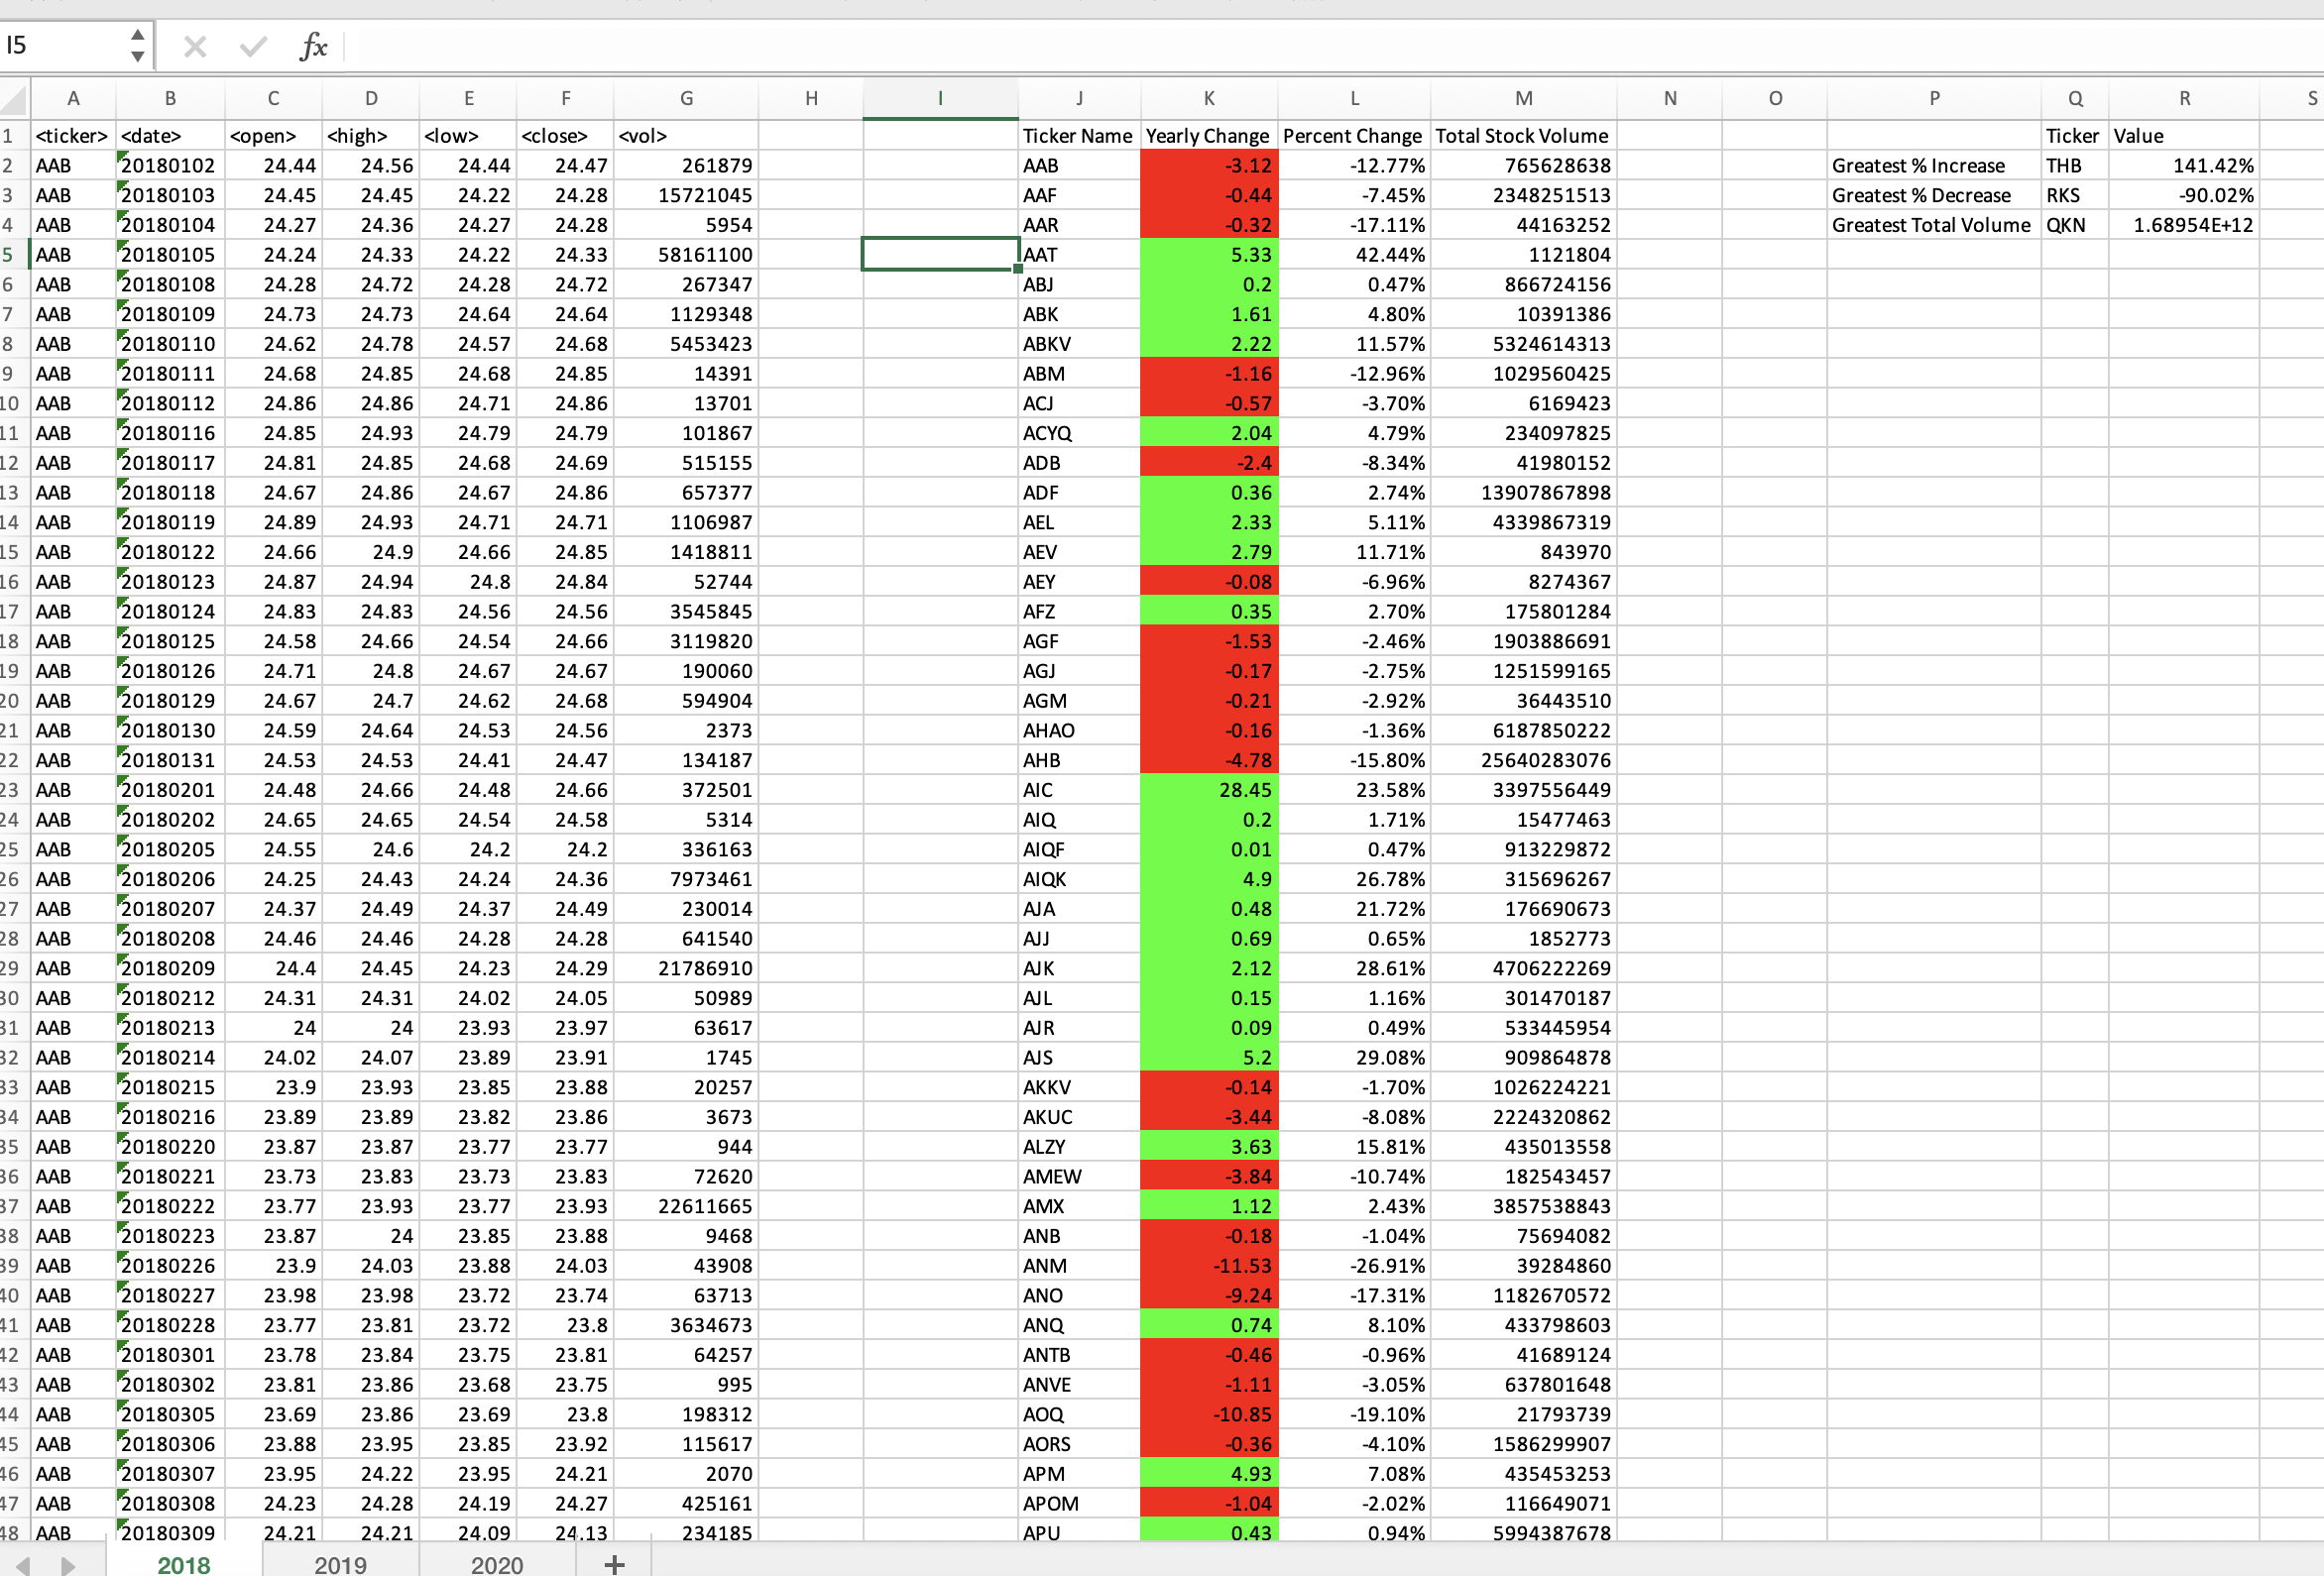 I5 fx
A B C D E F G H I J K L M N O P Q R S
1 <ticker> <date> <open> <high> <low> <close> <vol> Ticker Name Yearly Change Percent Change Total Stock Volume Ticker Value
2 AAB 20180102 24.44 24.56 24.44 24.47 261879 AAB -3.12 -12.77% 765628638 Greatest % Increase THB 141.42%
3 AAB 20180103 24.45 24.45 24.22 24.28 15721045 AAF -0.44 -7.45% 2348251513 Greatest % Decrease RKS -90.02%
4 AAB 20180104 24.27 24.36 24.27 24.28 5954 AAR -0.32 -17.11% 44163252 Greatest Total Volume QKN 1.68954E+12
5 AAB 20180105 24.24 24.33 24.22 24.33 58161100 AAT 5.33 42.44% 1121804
6 AAB 20180108 24.28 24.72 24.28 24.72 267347 ABJ 0.2 0.47% 866724156
7 AAB 20180109 24.73 24.73 24.64 24.64 1129348 ABK 1.61 4.80% 10391386
8 AAB 20180110 24.62 24.78 24.57 24.68 5453423 ABKV 2.22 11.57% 5324614313
9 AAB 20180111 24.68 24.85 24.68 24.85 14391 ABM -1.16 -12.96% 1029560425
10 AAB 20180112 24.86 24.86 24.71 24.86 13701 ACJ -0.57 -3.70% 6169423
11 AAB 20180116 24.85 24.93 24.79 24.79 101867 ACYQ 2.04 4.79% 234097825
12 AAB 20180117 24.81 24.85 24.68 24.69 515155 ADB -2.4 -8.34% 41980152
13 AAB 20180118 24.67 24.86 24.67 24.86 657377 ADF 0.36 2.74% 13907867898
14 AAB 20180119 24.89 24.93 24.71 24.71 1106987 AEL 2.33 5.11% 4339867319
15 AAB 20180122 24.66 24.9 24.66 24.85 1418811 AEV 2.79 11.71% 843970
16 AAB 20180123 24.87 24.94 24.8 24.84 52744 AEY -0.08 -6.96% 8274367
17 AAB 20180124 24.83 24.83 24.56 24.56 3545845 AFZ 0.35 2.70% 175801284
18 AAB 20180125 24.58 24.66 24.54 24.66 3119820 AGF -1.53 -2.46% 1903886691
19 AAB 20180126 24.71 24.8 24.67 24.67 190060 AGJ -0.17 -2.75% 1251599165
20 AAB 20180129 24.67 24.7 24.62 24.68 594904 AGM -0.21 -2.92% 36443510
21 AAB 20180130 24.59 24.64 24.53 24.56 2373 AHAO -0.16 -1.36% 6187850222
22 AAB 20180131 24.53 24.53 24.41 24.47 134187 AHB -4.78 -15.80% 25640283076
23 AAB 20180201 24.48 24.66 24.48 24.66 372501 AIC 28.45 23.58% 3397556449
24 AAB 20180202 24.65 24.65 24.54 24.58 5314 AIQ 0.2 1.71% 15477463
25 AAB 20180205 24.55 24.6 24.2 24.2 336163 AIQF 0.01 0.47% 913229872
26 AAB 20180206 24.25 24.43 24.24 24.36 7973461 AIQK 4.9 26.78% 315696267
27 AAB 20180207 24.37 24.49 24.37 24.49 230014 AJA 0.48 21.72% 176690673
28 AAB 20180208 24.46 24.46 24.28 24.28 641540 AJJ 0.69 0.65% 1852773
29 AAB 20180209 24.4 24.45 24.23 24.29 21786910 AJK 2.12 28.61% 4706222269
30 AAB 20180212 24.31 24.31 24.02 24.05 50989 AJL 0.15 1.16% 301470187
31 AAB 20180213 24 24 23.93 23.97 63617 AJR 0.09 0.49% 533445954
32 AAB 20180214 24.02 24.07 23.89 23.91 1745 AJS 5.2 29.08% 909864878
33 AAB 20180215 23.9 23.93 23.85 23.88 20257 AKKV -0.14 -1.70% 1026224221
34 AAB 20180216 23.89 23.89 23.82 23.86 3673 AKUC -3.44 -8.08% 2224320862
35 AAB 20180220 23.87 23.87 23.77 23.77 944 ALZY 3.63 15.81% 435013558
36 AAB 20180221 23.73 23.83 23.73 23.83 72620 AMEW -3.84 -10.74% 182543457
37 AAB 20180222 23.77 23.93 23.77 23.93 22611665 AMX 1.12 2.43% 3857538843
38 AAB 20180223 23.87 24 23.85 23.88 9468 ANB -0.18 -1.04% 75694082
39 AAB 20180226 23.9 24.03 23.88 24.03 43908 ANM -11.53 -26.91% 39284860
40 AAB 20180227 23.98 23.98 23.72 23.74 63713 ANO -9.24 -17.31% 1182670572
41 AAB 20180228 23.77 23.81 23.72 23.8 3634673 ANQ 0.74 8.10% 433798603
42 AAB 20180301 23.78 23.84 23.75 23.81 64257 ANTB -0.46 -0.96% 41689124
43 AAB 20180302 23.81 23.86 23.68 23.75 995 ANVE -1.11 -3.05% 637801648
44 AAB 20180305 23.69 23.86 23.69 23.8 198312 AOQ -10.85 -19.10% 21793739
45 AAB 20180306 23.88 23.95 23.85 23.92 115617 AORS -0.36 -4.10% 1586299907
46 AAB 20180307 23.95 24.22 23.95 24.21 2070 APM 4.93 7.08% 435453253
47 AAB 20180308 24.23 24.28 24.19 24.27 425161 APOM -1.04 -2.02% 116649071
48 AAB 20180309 24.21 24.21 24.09 24.13 234185 APU 0.43 0.94% 5994387678
2018 2019 2020 +